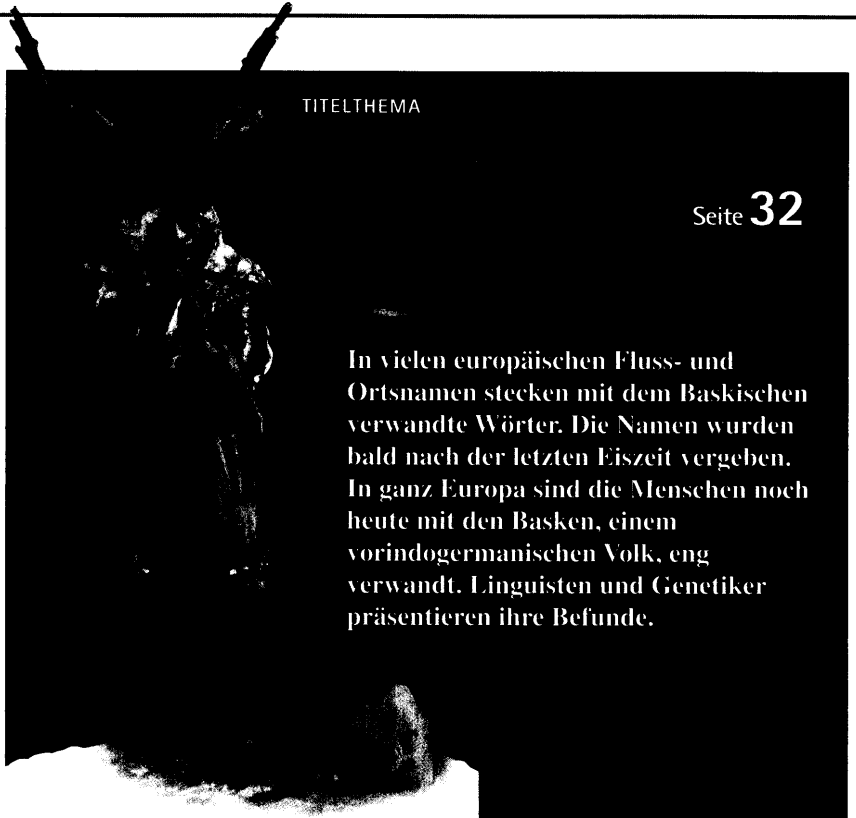 TITELTHEMA
Seite 32
In vielen europäischen Fluss- und
Ortsnamen stecken mit dem Baskischen
verwandte Wörter. Die Namen wurden
bald nach der letzten Eiszeit vergeben.
In ganz Europa sind die Menschen noch
heute mit den Basken, einem
vorindogermanischen Volk, eng
verwandt. Linguisten und Genetiker
präsentieren ihre Befunde.